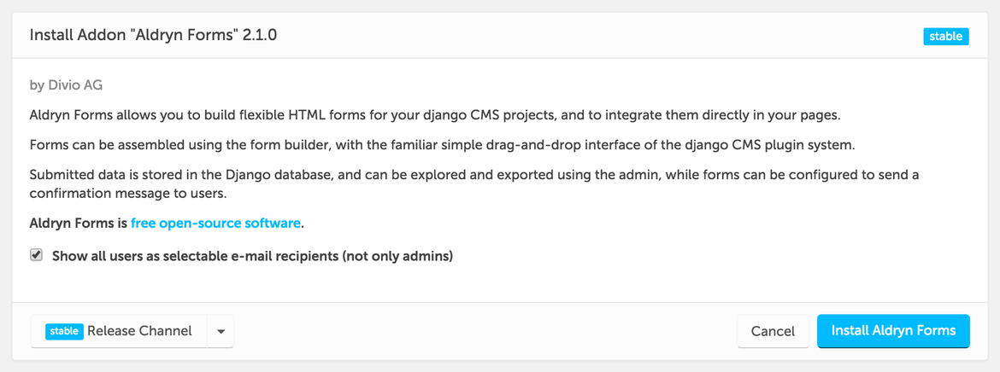 Install Addon "Aldryn Forms" 2.1.0
stable
by Divio AG
Aldryn Forms allows you to build flexible HTML forms for your django CMS projects, and to integrate them directly in your pages.
Forms can be assembled using the form builder, with the familiar simple drag-and-drop interface of the django CMS plugin system.
Submitted data is stored in the Django database, and can be explored and exported using the admin, while forms can be configured to send a
confirmation message to users.
Aldryn Forms is free open-source software.
Show all users as selectable e-mail recipients (not only admins)
stable Release Channel
Cancel
Install Aldryn Forms